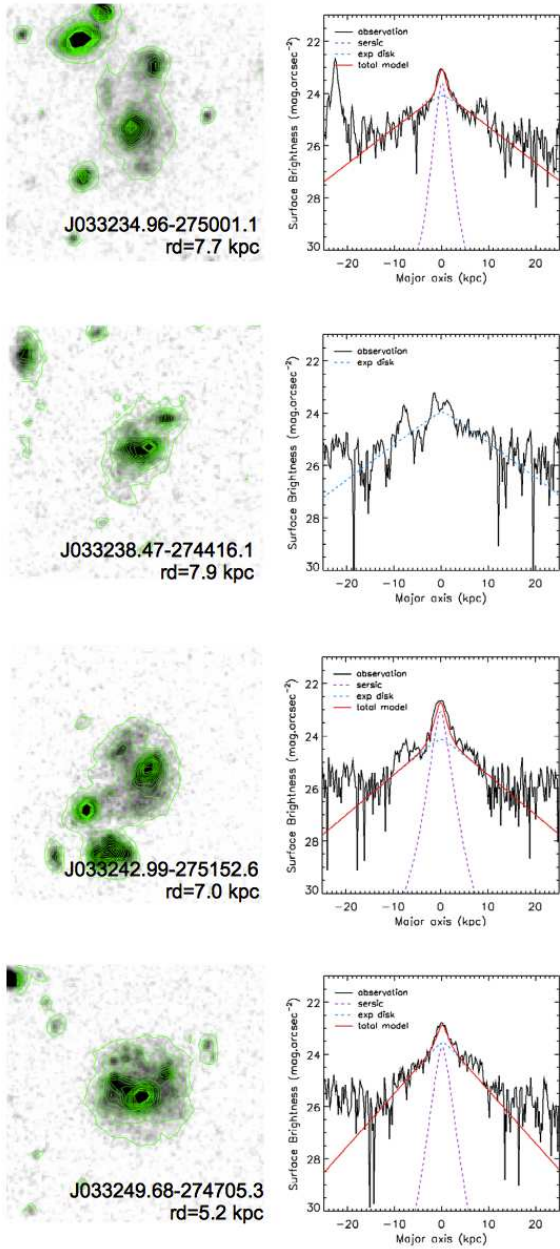 J033234.96-275001.1
rd=7.7 kpc
Surface Brightness (mag.arcsec⁻²)
22
24
26
28
30
observation
sersic
exp disk
total model
-20
-10
0
10
20
Major axis (kpc)
J033238.47-274416.1
rd=7.9 kpc
Surface Brightness (mag.arcsec⁻²)
22
24
26
28
30
observation
exp disk
-20
-10
0
10
20
Major axis (kpc)
J033242.99-275152.6
rd=7.0 kpc
Surface Brightness (mag.arcsec⁻²)
22
24
26
28
30
observation
sersic
exp disk
total model
-20
-10
0
10
20
Major axis (kpc)
J033249.68-274705.3
rd=5.2 kpc
Surface Brightness (mag.arcsec⁻²)
22
24
26
28
30
observation
sersic
exp disk
total model
-20
-10
0
10
20
Major axis (kpc)